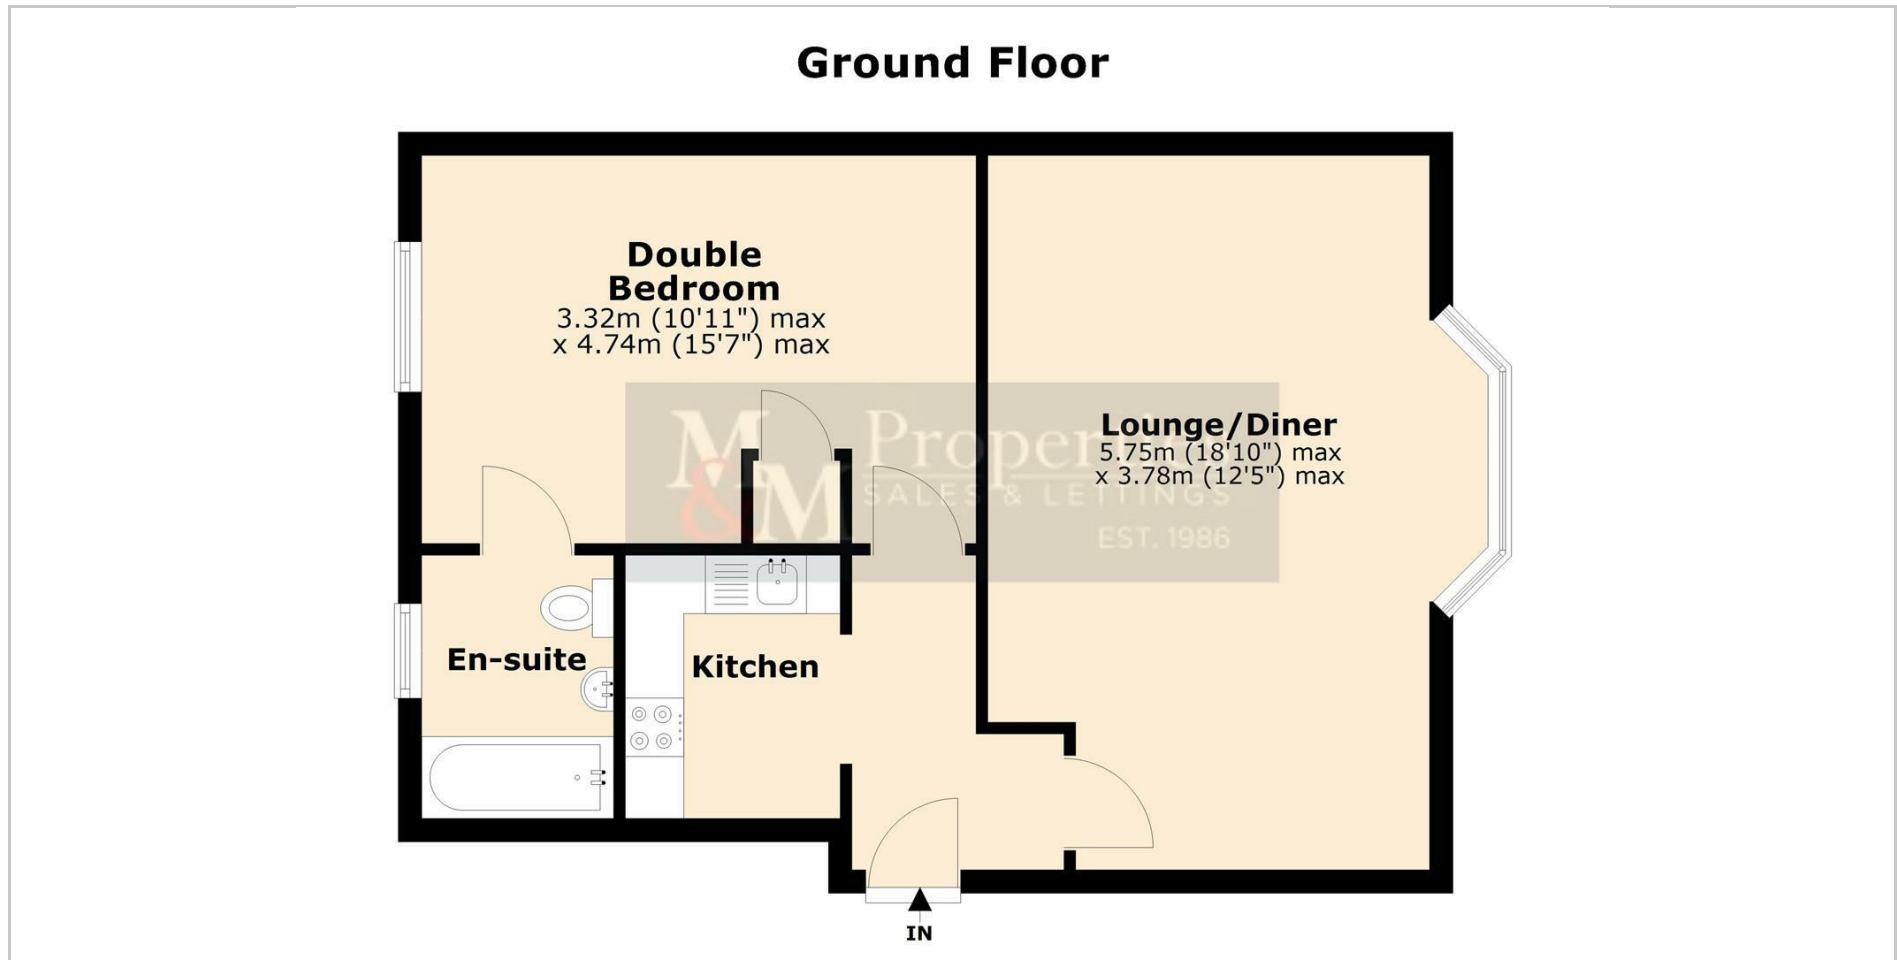 Ground Floor
Double
Bedroom
3.32m (10'11") max
x 4.74m (15'7") max
Lounge/Diner
5.75m (18'10") max
x 3.78m (12'5") max
M&M Properties
SALES & LETTINGS
EST. 1986
En-suite
Kitchen
IN